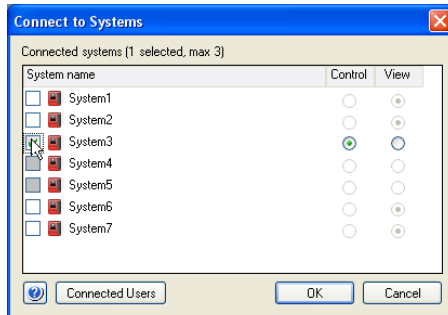 Connect to Systems
Connected systems (1 selected, max 3)
System name Control View
System1
System2
System3
System4
System5
System6
System7
? Connected Users OK Cancel